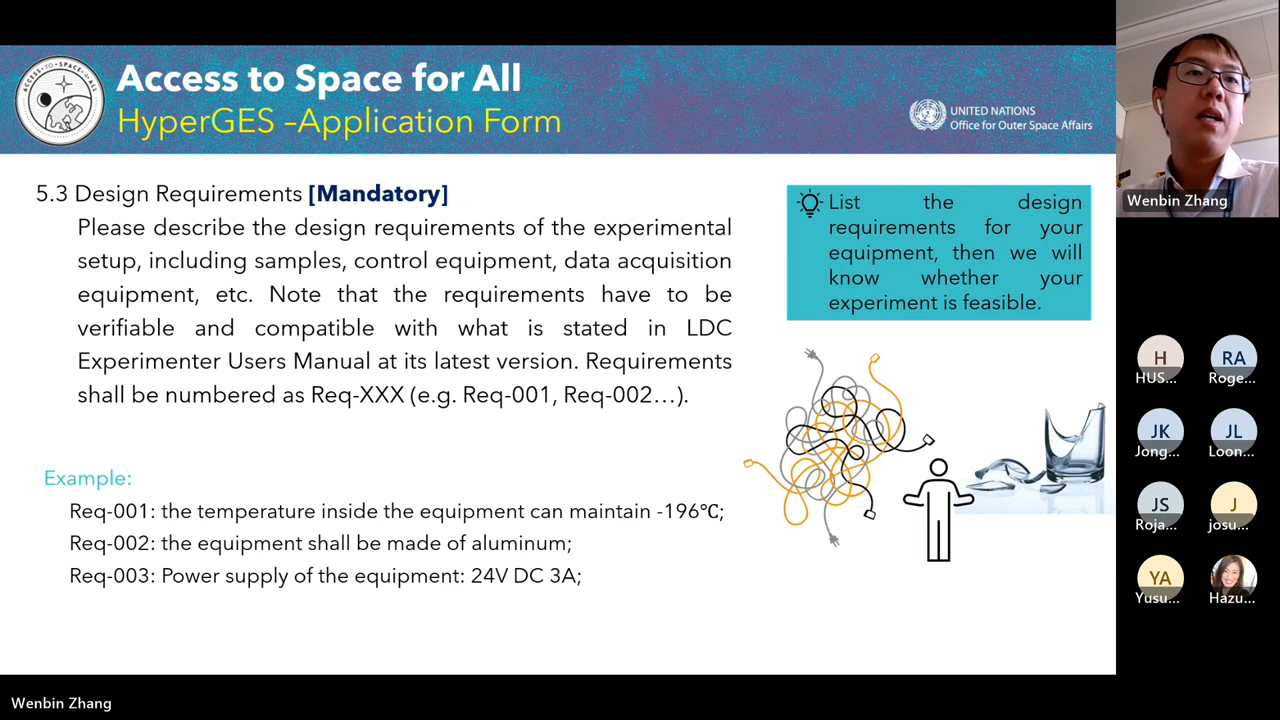 ACCESS • TO • SPACE 4 ALL
Access to Space for All
HyperGES –Application Form
UNITED NATIONS
Office for Outer Space Affairs
5.3 Design Requirements [Mandatory]
Please describe the design requirements of the experimental
setup, including samples, control equipment, data acquisition
equipment, etc. Note that the requirements have to be
verifiable and compatible with what is stated in LDC
Experimenter Users Manual at its latest version. Requirements
shall be numbered as Req-XXX (e.g. Req-001, Req-002…).
List the design
requirements for your
equipment, then we will
know whether your
experiment is feasible.
Example:
Req-001: the temperature inside the equipment can maintain -196℃;
Req-002: the equipment shall be made of aluminum;
Req-003: Power supply of the equipment: 24V DC 3A;
Wenbin Zhang
H
HUS...
RA
Roge...
JK
Jong...
JL
Loon...
JS
Roja...
J
josu...
YA
Yusu...
Hazu...
Wenbin Zhang